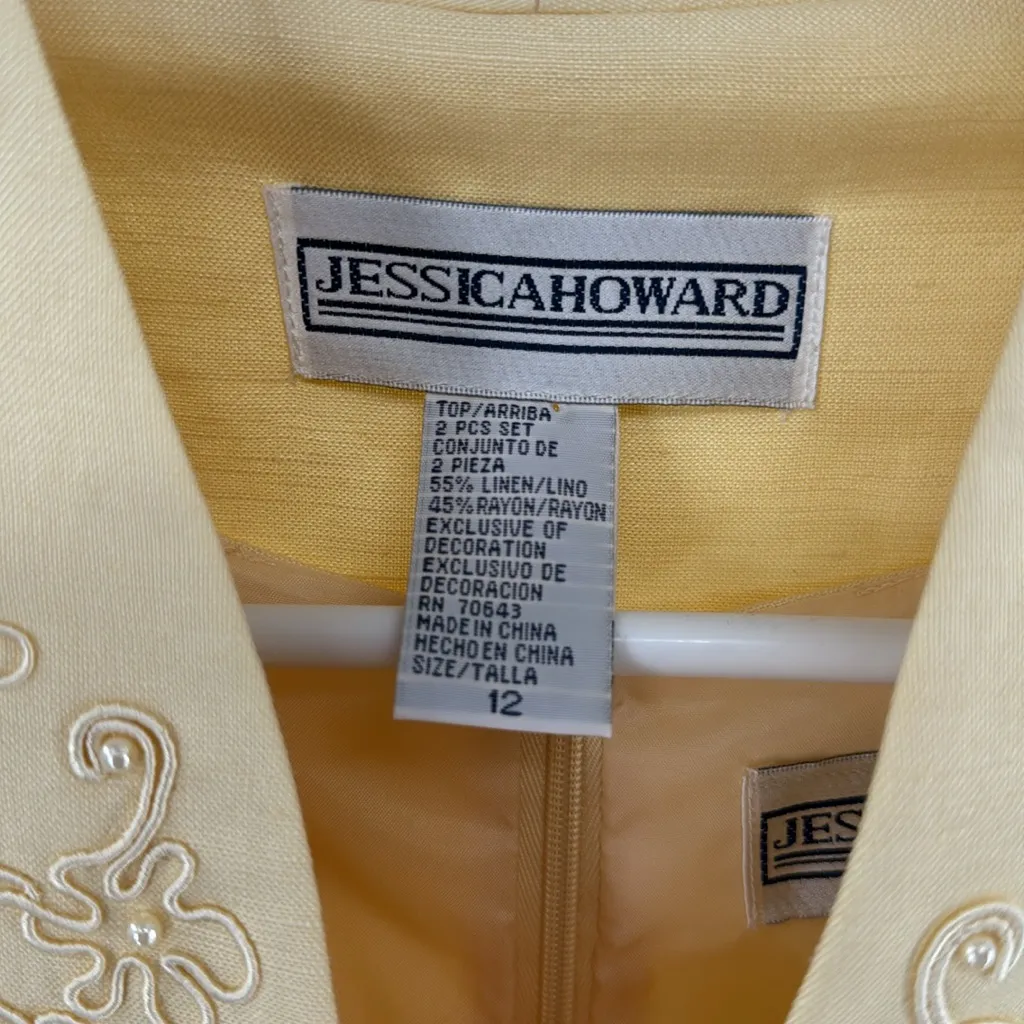 JESSICAHOWARD
TOP/ARRIBA
2 PCS SET
CONJUNTO DE
2 PIEZA
55% LINEN/LINO
45% RAYON/RAYON
EXCLUSIVE OF
DECORATION
EXCLUSIVO DE
DECORACION
RN 70643
MADE IN CHINA
HECHO EN CHINA
SIZE/TALLA
12
JES